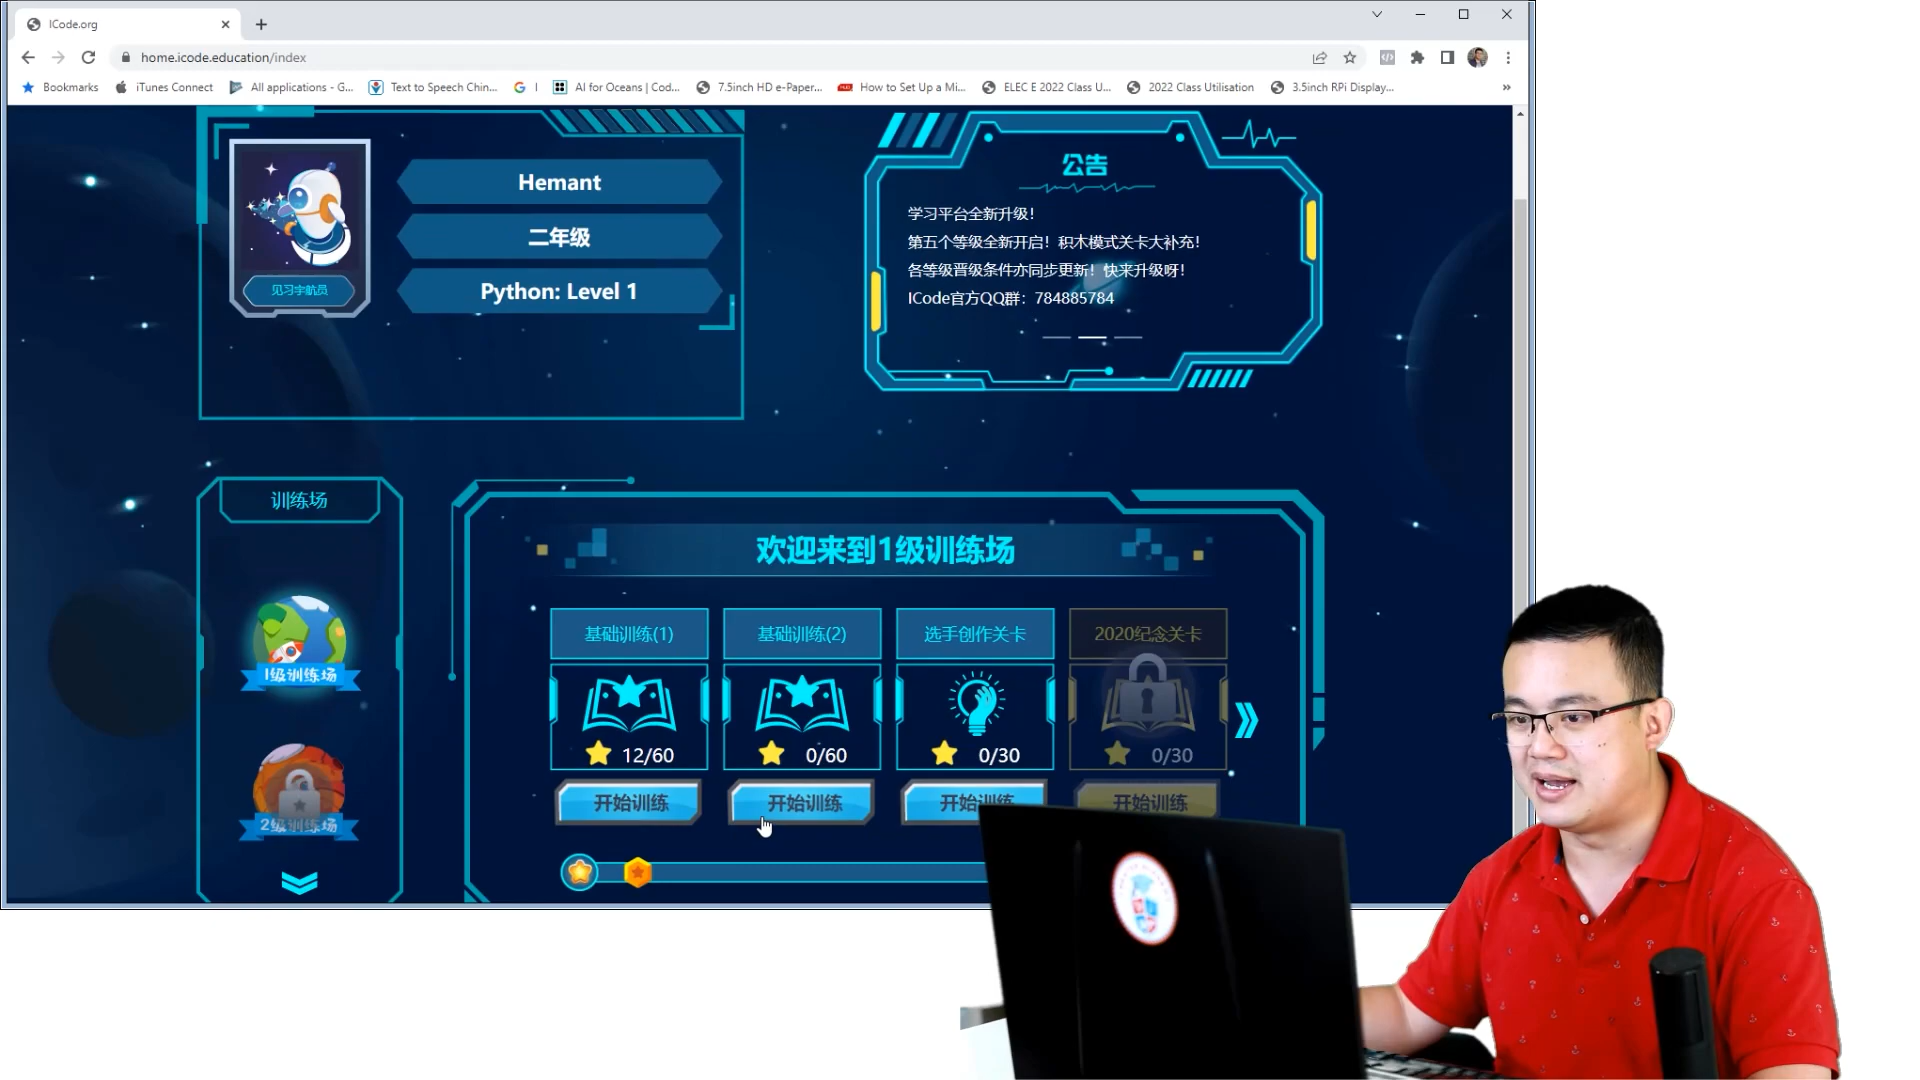 ICode.org
home.icode.education/index
Bookmarks
iTunes Connect
All applications - G...
Text to Speech Chin...
I
AI for Oceans | Cod...
7.5inch HD e-Paper...
How to Set Up a Mi...
ELEC E 2022 Class U...
2022 Class Utilisation
3.5inch RPi Display...
Hemant
二年级
Python: Level 1
见习宇航员
公告
学习平台全新升级！
第五个等级全新开启！积木模式关卡大补充！
各等级晋级条件亦同步更新！快来升级呀！
ICode官方QQ群：784885784
训练场
1级训练场
2级训练场
欢迎来到1级训练场
基础训练(1)
基础训练(2)
选手创作关卡
2020纪念关卡
12/60
0/60
0/30
0/30
开始训练
开始训练
开始训练
开始训练